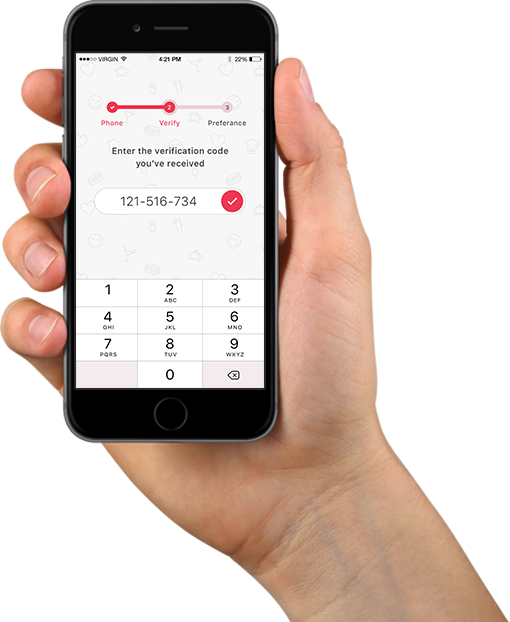 VIRGIN 4:21 PM 22%
2 3
Phone Verify Preferance
Enter the verification code
you've received
121-516-734
1 2 3
ABC DEF
4 5 6
GHI JKL MNO
7 8 9
PQRS TUV WXYZ
0